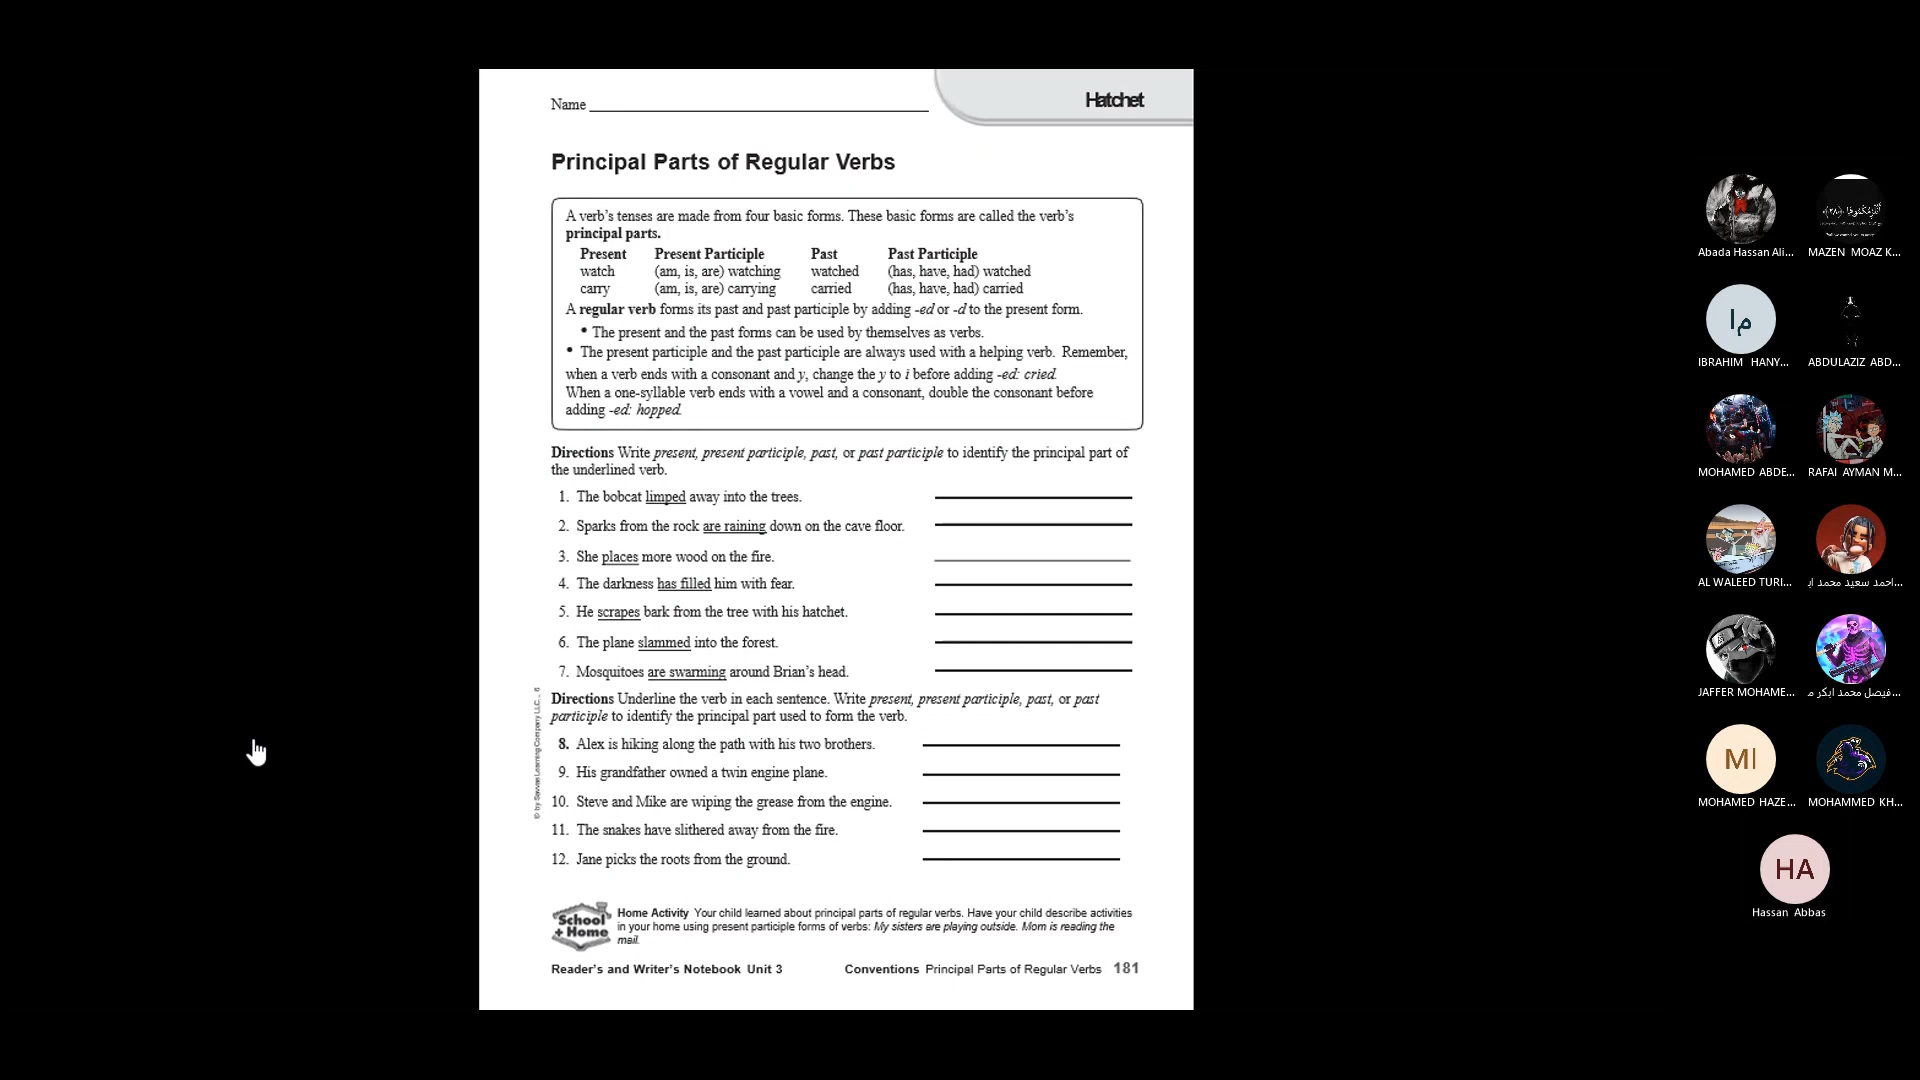 Name
Hatchet
Principal Parts of Regular Verbs
A verb’s tenses are made from four basic forms. These basic forms are called the verb’s
principal parts.
Present Present Participle Past Past Participle
watch (am, is, are) watching watched (has, have, had) watched
carry (am, is, are) carrying carried (has, have, had) carried
A regular verb forms its past and past participle by adding -ed or -d to the present form.
• The present and the past forms can be used by themselves as verbs.
• The present participle and the past participle are always used with a helping verb. Remember,
when a verb ends with a consonant and y, change the y to i before adding -ed: cried.
When a one-syllable verb ends with a vowel and a consonant, double the consonant before
adding -ed: hopped.
Directions Write present, present participle, past, or past participle to identify the principal part of
the underlined verb.
1. The bobcat limped away into the trees.
2. Sparks from the rock are raining down on the cave floor.
3. She places more wood on the fire.
4. The darkness has filled him with fear.
5. He scrapes bark from the tree with his hatchet.
6. The plane slammed into the forest.
7. Mosquitoes are swarming around Brian’s head.
Directions Underline the verb in each sentence. Write present, present participle, past, or past
participle to identify the principal part used to form the verb.
8. Alex is hiking along the path with his two brothers.
9. His grandfather owned a twin engine plane.
10. Steve and Mike are wiping the grease from the engine.
11. The snakes have slithered away from the fire.
12. Jane picks the roots from the ground.
© by Savvas Learning Company LLC., 6
School + Home
Home Activity Your child learned about principal parts of regular verbs. Have your child describe activities
in your home using present participle forms of verbs: My sisters are playing outside. Mom is reading the
mail.
Reader’s and Writer’s Notebook Unit 3
Conventions Principal Parts of Regular Verbs 181
Abada Hassan Ali...
MAZEN MOAZ K...
ما
IBRAHIM HANY...
ABDULAZIZ ABD...
MOHAMED ABDE...
RAFAI AYMAN M...
AL WALEED TURI...
احمد سعيد محمد اب...
JAFFER MOHAME...
فيصل محمد ابكر م...
MI
MOHAMED HAZE...
MOHAMMED KH...
HA
Hassan Abbas